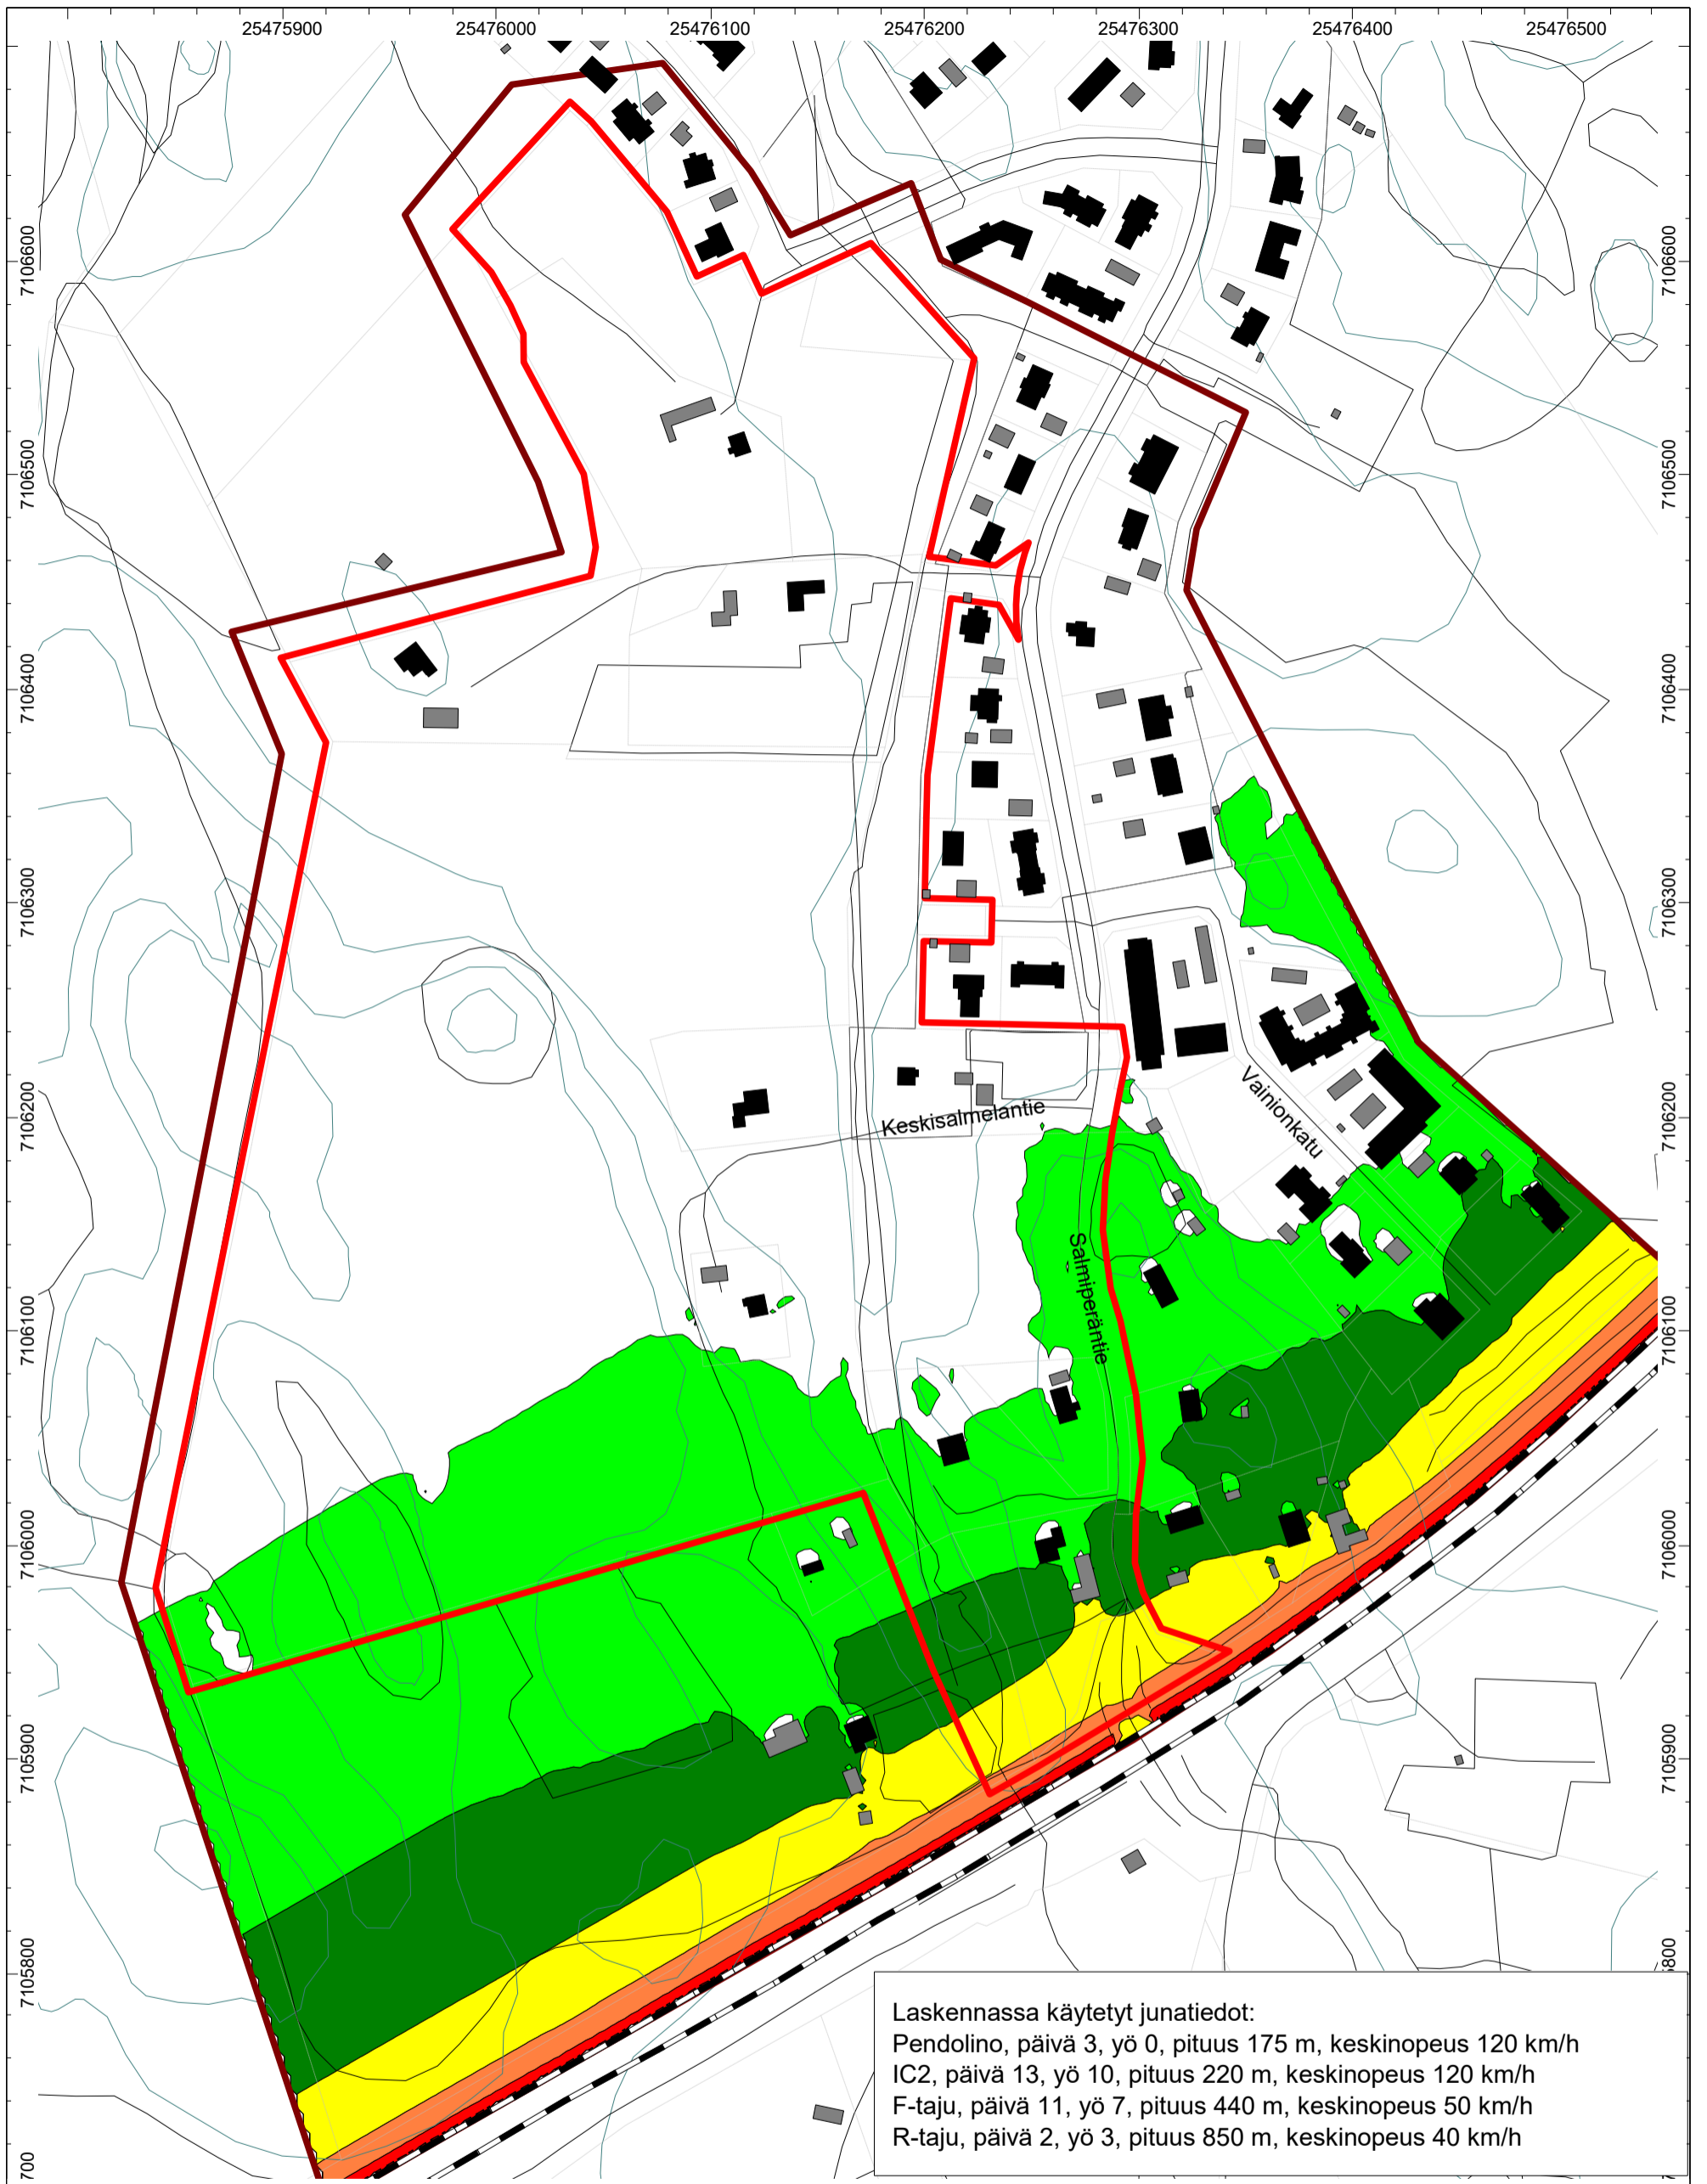 25475900 25476000 25476100 25476200 25476300 25476400 25476500
7106600 7106600
7106500 7106500
7106400 7106400
7106300 7106300
7106200 7106200
Keskisalmelantie
Vainionkatu
Salmiperäntie
7106100 7106100
7106000 7106000
7105900 7105900
7105800 5800
700
Laskennassa käytetyt junatiedot:
Pendolino, päivä 3, yö 0, pituus 175 m, keskinopeus 120 km/h
IC2, päivä 13, yö 10, pituus 220 m, keskinopeus 120 km/h
F-taju, päivä 11, yö 7, pituus 440 m, keskinopeus 50 km/h
R-taju, päivä 2, yö 3, pituus 850 m, keskinopeus 40 km/h